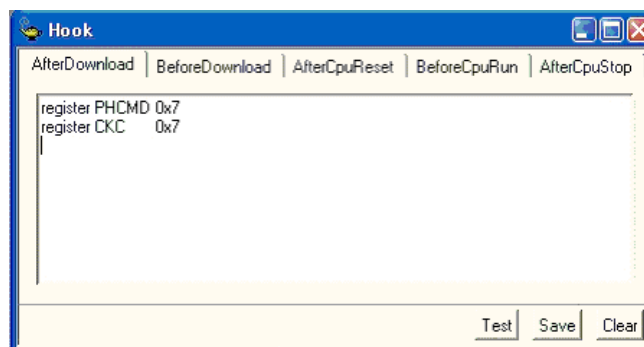 Hook
AfterDownload BeforeDownload AfterCpuReset BeforeCpuRun AfterCpuStop
register PHCMD 0x7
register CKC 0x7
Test Save Clear